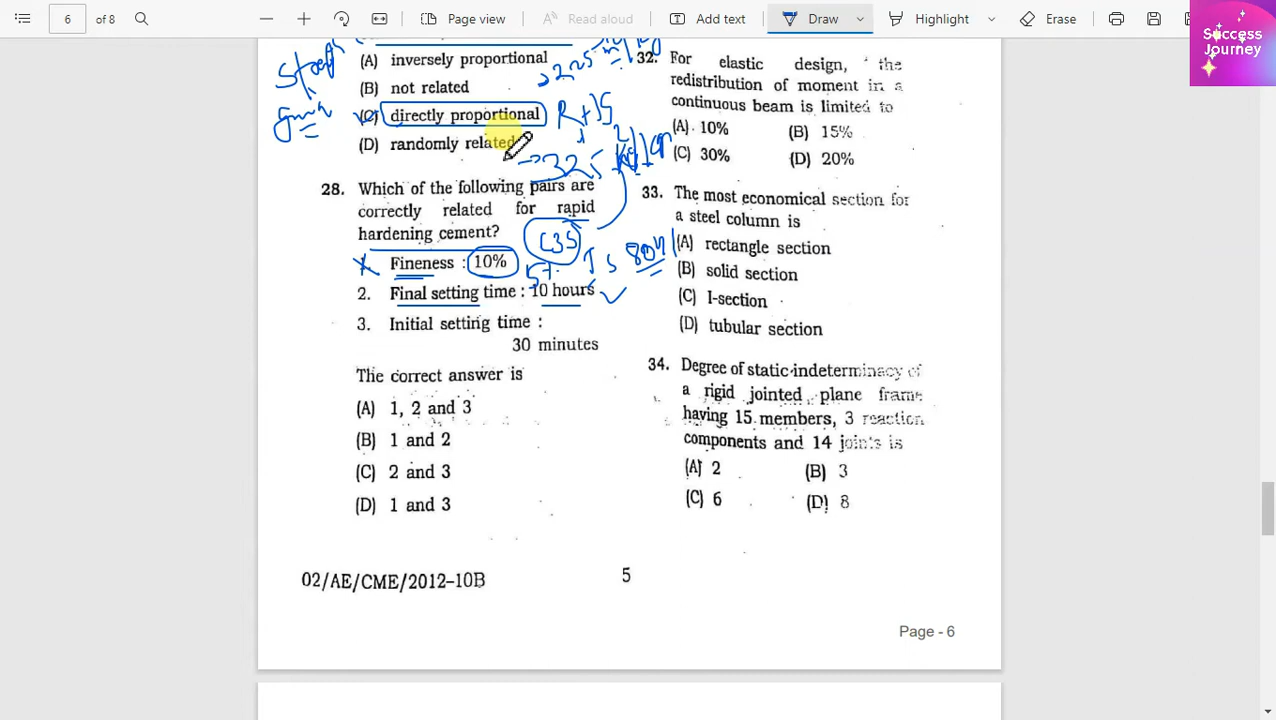 6 of 8
Page view
Read aloud
Add text
Draw
Highlight
Erase
Success
Journey
(A) inversely proportional
(B) not related
(C) directly proportional
(D) randomly related
28. Which of the following pairs are
correctly related for rapid
hardening cement?
Fineness : 10%
2. Final setting time : 10 hours
3. Initial setting time :
30 minutes
The correct answer is
(A) 1, 2 and 3
(B) 1 and 2
(C) 2 and 3
(D) 1 and 3
325
C3S
5%
IS 8041
32. For elastic design, the
redistribution of moment in a
continuous beam is limited to
(A) 10% (B) 15%
(C) 30% (D) 20%
33. The most economical section for
a steel column is
(A) rectangle section
(B) solid section
(C) I-section
(D) tubular section
34. Degree of static indeterminacy of
a rigid jointed plane frame
having 15 members, 3 reaction
components and 14 joints is
(A) 2 (B) 3
(C) 6 (D) 8
02/AE/CME/2012-10B 5
Page - 6